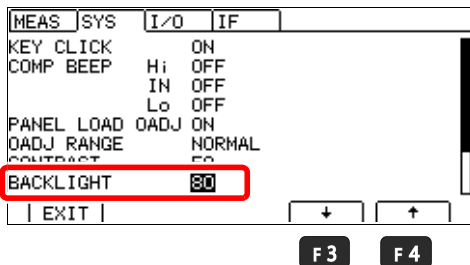 MEAS SYS I/O IF
KEY CLICK ON
COMP BEEP Hi OFF
IN OFF
Lo OFF
PANEL LOAD OADJ ON
OADJ RANGE NORMAL
CONTRAST
BACKLIGHT 80
EXIT ↓ ↑
F3 F4